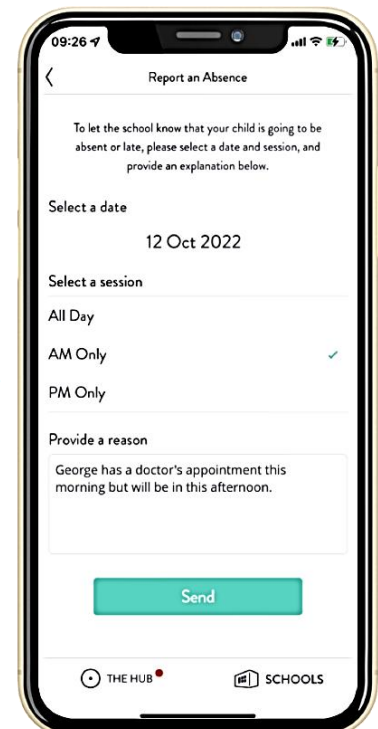 09:26
Report an Absence
To let the school know that your child is going to be
absent or late, please select a date and session, and
provide an explanation below.
Select a date
12 Oct 2022
Select a session
All Day
AM Only
PM Only
Provide a reason
George has a doctor's appointment this
morning but will be in this afternoon.
Send
THE HUB
SCHOOLS